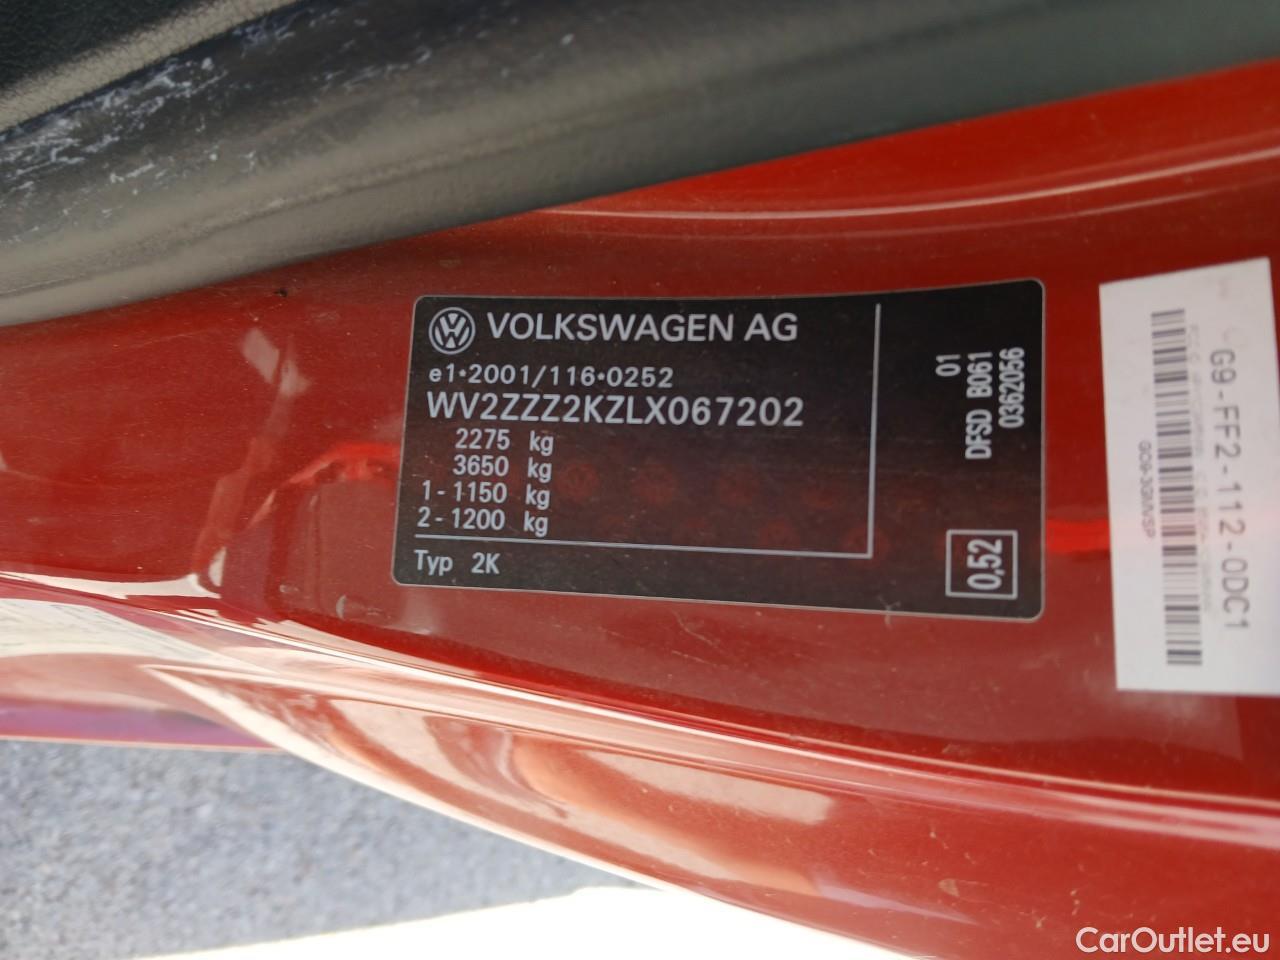 VOLKSWAGEN AG
e1*2001/116*0252
WV2ZZZ2KZLX067202
2275 kg
3650 kg
1 - 1150 kg
2 - 1200 kg
Typ 2K
01
DFSD B061
0362056
0,52
G9-FF2-112-0DC1
CarOutlet.eu